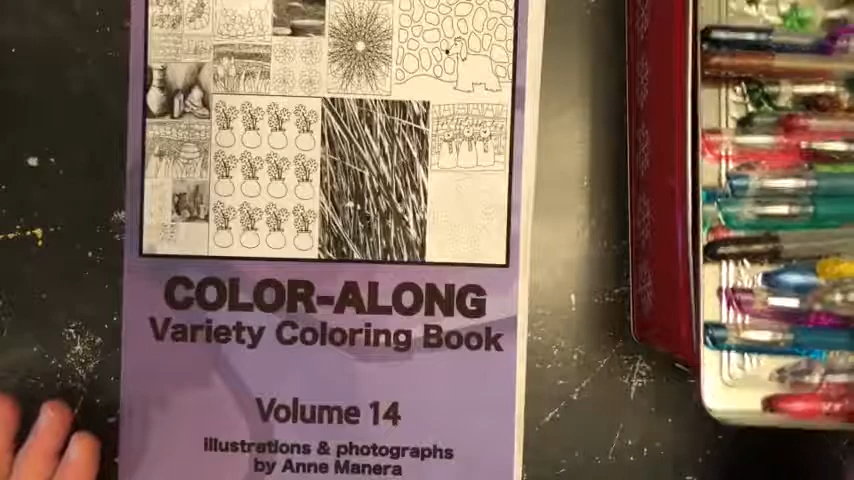 COLOR-ALONG
Variety Coloring Book
Volume 14
illustrations & photographs
by Anne Manera